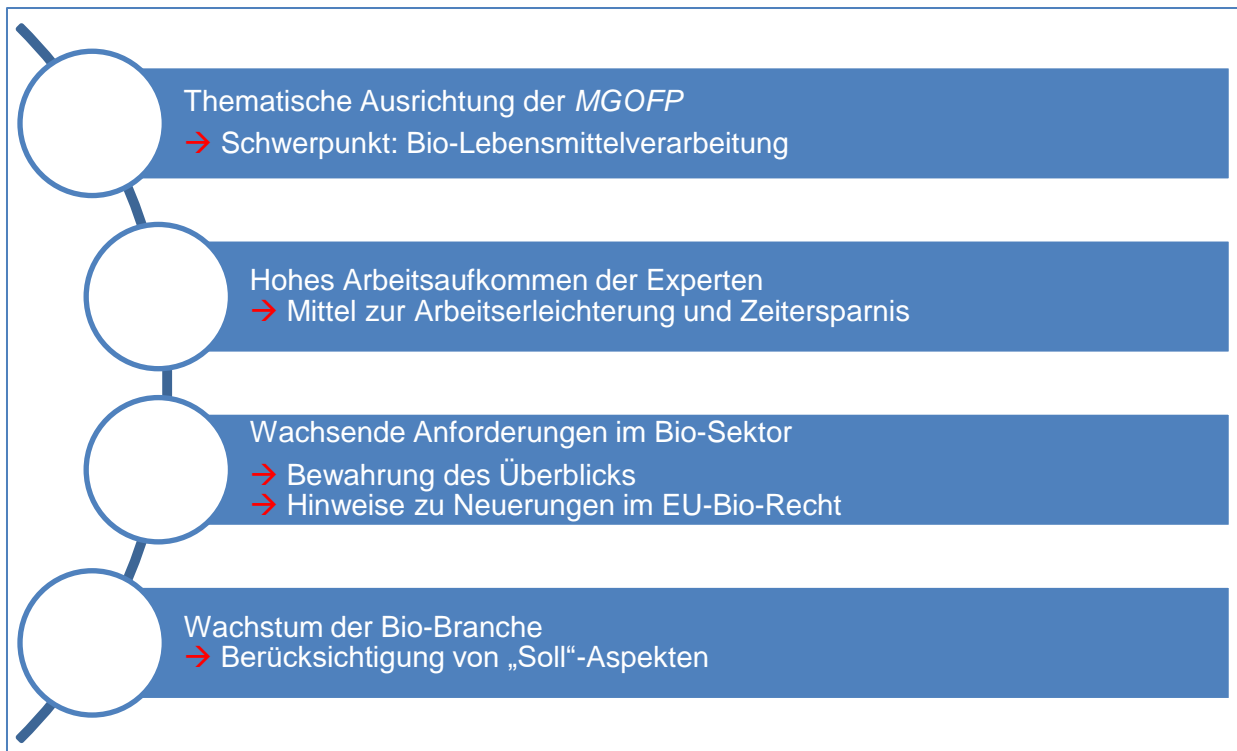 Thematische Ausrichtung der MGOFP
→ Schwerpunkt: Bio-Lebensmittelverarbeitung
Hohes Arbeitsaufkommen der Experten
→ Mittel zur Arbeitserleichterung und Zeitersparnis
Wachsende Anforderungen im Bio-Sektor
→ Bewahrung des Überblicks
→ Hinweise zu Neuerungen im EU-Bio-Recht
Wachstum der Bio-Branche
→ Berücksichtigung von „Soll“-Aspekten